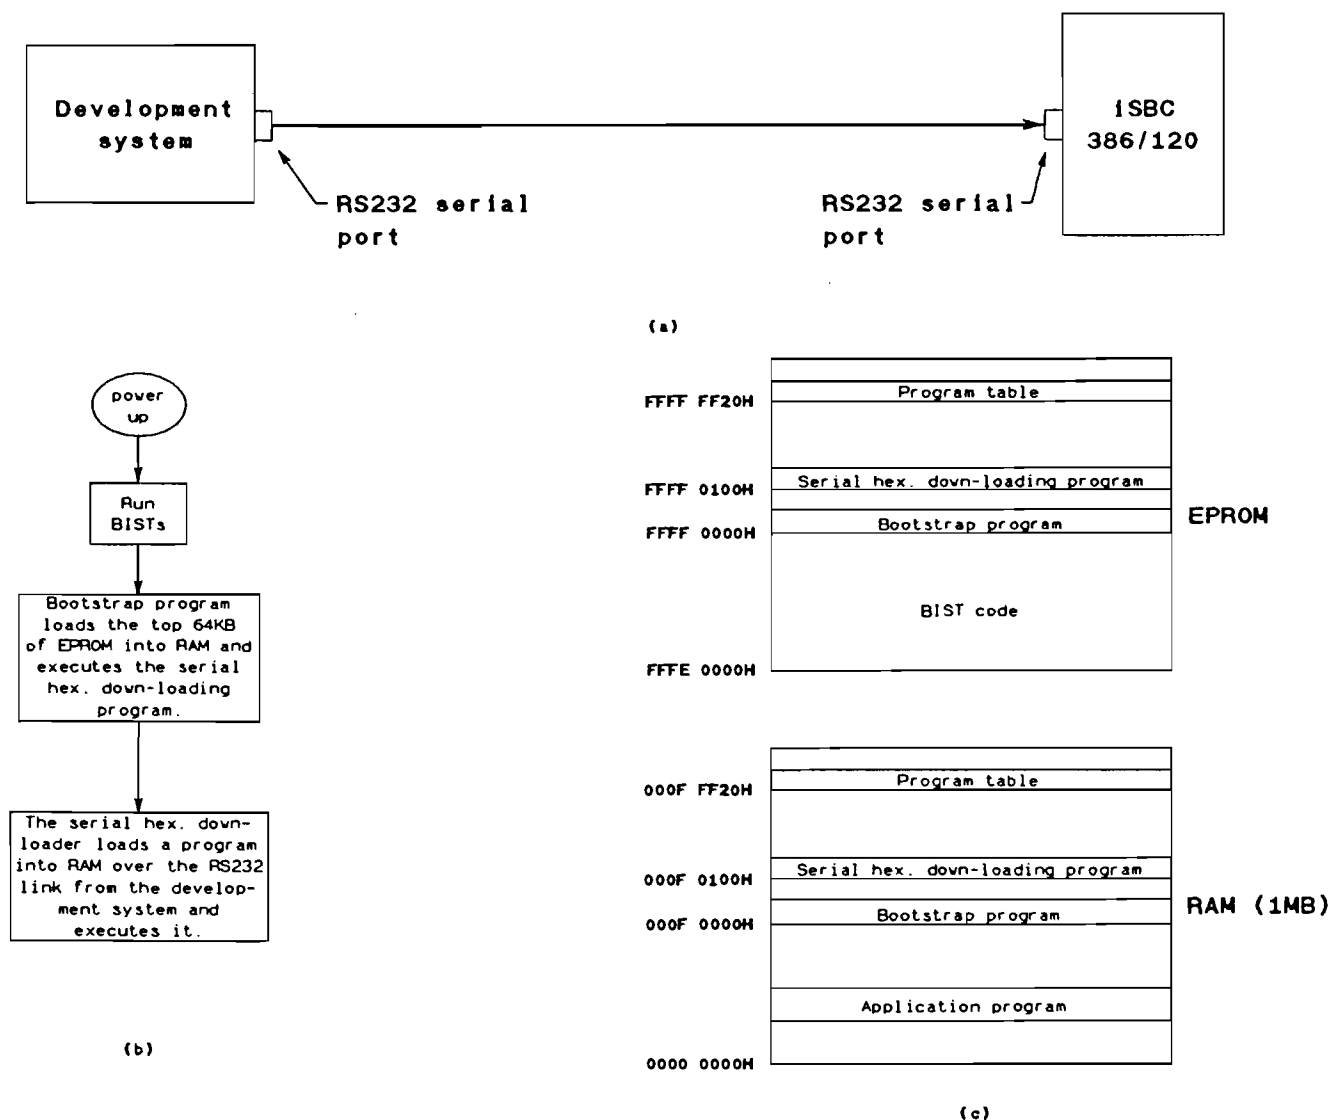 Development
system
iSBC
386/120
RS232 serial
port
RS232 serial
port
(a)
power
up
Run
BISTs
Bootstrap program
loads the top 64KB
of EPROM into RAM and
executes the serial
hex. down-loading
program.
The serial hex. down-
loader loads a program
into RAM over the RS232
link from the develop-
ment system and
executes it.
(b)
Program table
FFFF FF20H
Serial hex. down-loading program
FFFF 0100H
Bootstrap program
FFFF 0000H
EPROM
BIST code
FFFE 0000H
Program table
000F FF20H
Serial hex. down-loading program
000F 0100H
Bootstrap program
000F 0000H
RAM (1MB)
Application program
0000 0000H
(c)